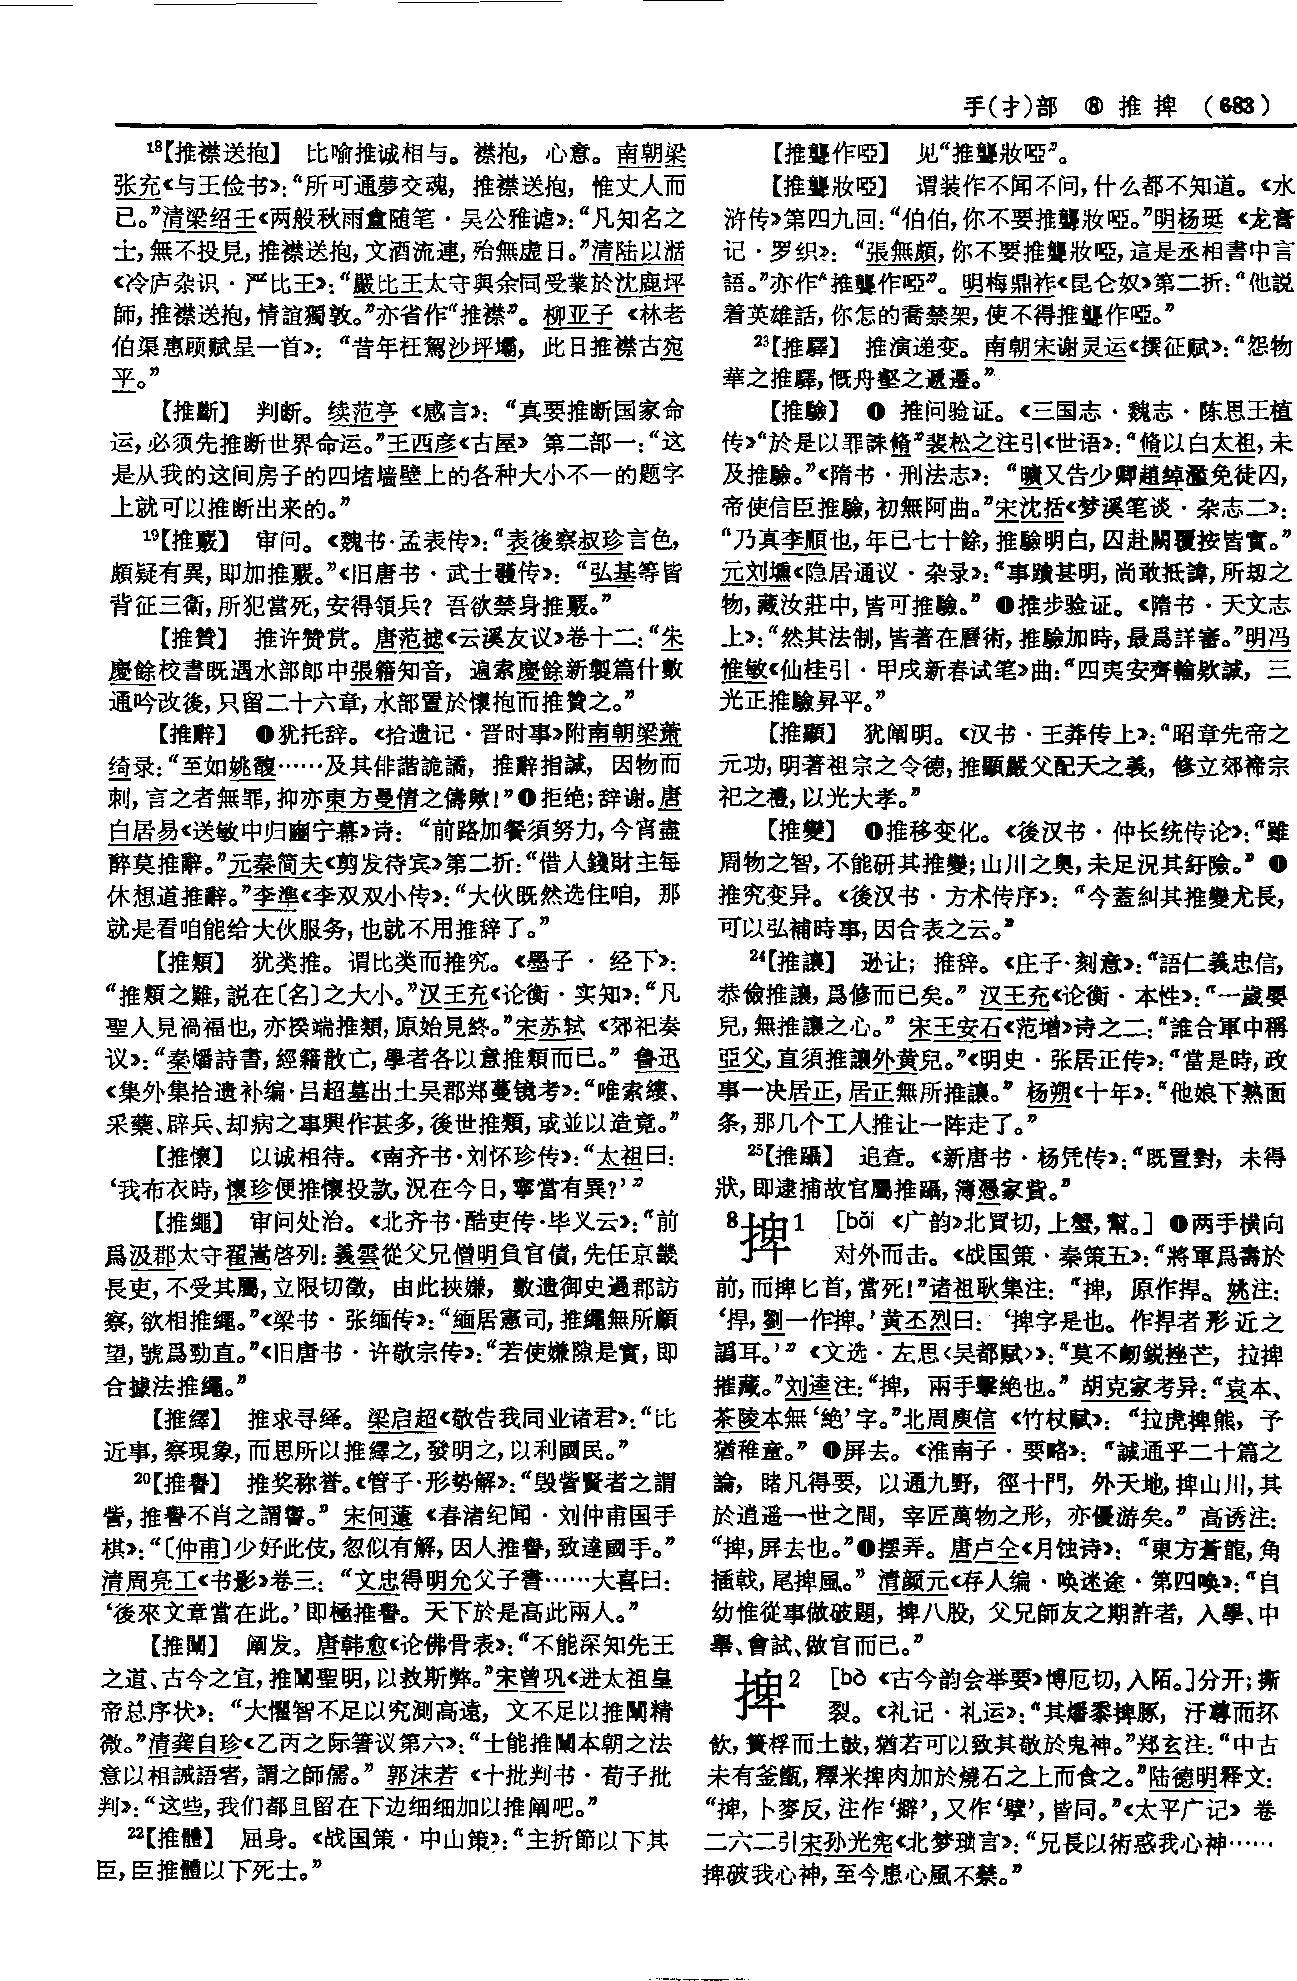 手(扌)部 ⑧ 推 捭 (683)
¹⁸【推襟送抱】 比喻推诚相与。襟抱，心意。南朝梁
张充《与王俭书》：“所可通夢交魂，推襟送抱，惟丈人而
已。”清梁绍壬《两般秋雨盦随笔·吴公雅谑》：“凡知名之
士，無不投見，推襟送抱，文酒流連，殆無虚日。”清陆以湉
《冷庐杂识·严比王》：“嚴比王太守與余同受業於沈鹿坪
師，推襟送抱，情誼獨敦。”亦省作“推襟”。柳亚子《林老
伯渠惠顾赋呈一首》：“昔年枉駕沙坪壩，此日推襟古宛
平。”
【推斷】 判断。续范亭《感言》：“真要推断国家命
运，必须先推断世界命运。”王西彦《古屋》第二部一：“这
是从我的这间房子的四堵墙壁上的各种大小不一的题字
上就可以推断出来的。”
¹⁹【推覈】 审问。《魏书·孟表传》：“表後察叔珍言色，
頗疑有異，即加推覈。”《旧唐书·武士彟传》：“弘基等皆
背征三衛，所犯當死，安得領兵？吾欲禁身推覈。”
【推贊】 推许赞赏。唐范摅《云溪友议》卷十二：“朱
慶餘校書既遇水部郎中張籍知音，遍索慶餘新製篇什數
通吟改後，只留二十六章，水部置於懷抱而推贊之。”
【推辭】 ❶犹托辞。《拾遗记·晋时事》附南朝梁萧
绮录：“至如姚馥……及其俳諧詭譎，推辭指誡，因物而
刺，言之者無罪，抑亦東方曼倩之儔歟！”❷拒绝；辞谢。唐
白居易《送敏中归豳宁幕》诗：“前路加餐須努力，今宵盡
醉莫推辭。”元秦简夫《剪发待宾》第二折：“借人錢財主每
休想道推辭。”李準《李双双小传》：“大伙既然选住咱，那
就是看咱能给大伙服务，也就不用推辞了。”
【推類】 犹类推。谓比类而推究。《墨子·经下》：
“推類之難，説在〔名〕之大小。”汉王充《论衡·实知》：“凡
聖人見禍福也，亦揆端推類，原始見終。”宋苏轼《郊祀奏
议》：“秦燔詩書，經籍散亡，學者各以意推類而已。”鲁迅
《集外集拾遗补编·吕超墓出土吴郡郑蔓镜考》：“唯索缕、
采藥、辟兵、却病之事興作甚多，後世推類，或並以造竟。”
【推懷】 以诚相待。《南齐书·刘怀珍传》：“太祖曰：
‘我布衣時，懷珍便推懷投款，況在今日，寧當有異？’”
【推繩】 审问处治。《北齐书·酷吏传·毕义云》：“前
爲汲郡太守翟嵩啓列：義雲從父兄僧明負官債，先任京畿
長吏，不受其屬，立限切徵，由此挾嫌，數遣御史過郡訪
察，欲相推繩。”《梁书·张缅传》：“緬居憲司，推繩無所顧
望，號爲勁直。”《旧唐书·许敬宗传》：“若使嫌隙是實，即
合據法推繩。”
【推繹】 推求寻绎。梁启超《敬告我同业诸君》：“比
近事，察現象，而思所以推繹之，發明之，以利國民。”
²⁰【推譽】 推奖称誉。《管子·形势解》：“毁訾賢者之謂
訾，推譽不肖之謂讆。”宋何薳《春渚纪闻·刘仲甫国手
棋》：“〔仲甫〕少好此伎，忽似有解，因人推譽，致達國手。”
清周亮工《书影》卷三：“文忠得明允父子書……大喜曰：
‘後來文章當在此。’即極推譽。天下於是高此兩人。”
【推闡】 阐发。唐韩愈《论佛骨表》：“不能深知先王
之道、古今之宜，推闡聖明，以救斯弊。”宋曾巩《进太祖皇
帝总序状》：“大懼智不足以究測高遠，文不足以推闡精
微。”清龚自珍《乙丙之际箸议第六》：“士能推闡本朝之法
意以相誡語者，謂之師儒。”郭沫若《十批判书·荀子批
判》：“这些，我们都且留在下边细细加以推阐吧。”
²²【推體】 屈身。《战国策·中山策》：“主折節以下其
臣，臣推體以下死士。”
【推聾作啞】 见“推聾妝啞”。
【推聾妝啞】 谓装作不闻不问，什么都不知道。《水
浒传》第四九回：“伯伯，你不要推聾妝啞。”明杨珽《龙膏
记·罗织》：“張無頗，你不要推聾妝啞，這是丞相書中言
語。”亦作“推聾作啞”。明梅鼎祚《昆仑奴》第二折：“他説
着英雄話，你怎的喬禁架，使不得推聾作啞。”
²³【推驛】 推演递变。南朝宋谢灵运《撰征赋》：“怨物
華之推驛，慨舟壑之遞遷。”
【推驗】 ❶ 推问验证。《三国志·魏志·陈思王植
传》“於是以罪誅脩”裴松之注引《世语》：“脩以白太祖，未
及推驗。”《隋书·刑法志》：“曠又告少卿趙綽濫免徒囚，
帝使信臣推驗，初無阿曲。”宋沈括《梦溪笔谈·杂志二》：
“乃真李順也，年已七十餘，推驗明白，囚赴闕覆按皆實。”
元刘壎《隐居通议·杂录》：“事蹟甚明，尚敢抵諱，所刼之
物，藏汝莊中，皆可推驗。”❷推步验证。《隋书·天文志
上》：“然其法制，皆著在曆術，推驗加時，最爲詳審。”明冯
惟敏《仙桂引·甲戌新春试笔》曲：“四夷安齊輸欵誠，三
光正推驗昇平。”
【推顯】 犹阐明。《汉书·王莽传上》：“昭章先帝之
元功，明著祖宗之令德，推顯嚴父配天之義，修立郊禘宗
祀之禮，以光大孝。”
【推變】 ❶推移变化。《後汉书·仲长统传论》：“雖
周物之智，不能研其推變；山川之奥，未足況其紆險。”❷
推究变异。《後汉书·方术传序》：“今蓋糾其推變尤長，
可以弘補時事，因合表之云。”
²⁴【推讓】 逊让；推辞。《庄子·刻意》：“語仁義忠信，
恭儉推讓，爲修而已矣。”汉王充《论衡·本性》：“一歲嬰
兒，無推讓之心。”宋王安石《范增》诗之二：“誰合軍中稱
亞父，直須推讓外黄兒。”《明史·张居正传》：“當是時，政
事一决居正，居正無所推讓。”杨朔《十年》：“他娘下熟面
条，那几个工人推让一阵走了。”
²⁵【推躡】 追查。《新唐书·杨凭传》：“既置對，未得
狀，即逮捕故官屬推躡，簿慿家貲。”
⁸捭¹ [bǎi《广韵》北買切，上蟹，幫。] ❶两手横向
对外而击。《战国策·秦策五》：“將軍爲壽於
前，而捭匕首，當死！”诸祖耿集注：“捭，原作捍。姚注：
‘捍，劉一作捭。’黄丕烈曰：‘捭字是也。作捍者形近之
譌耳。’”《文选·左思〈吴都赋〉》：“莫不衂鋭挫芒，拉捭
摧藏。”刘逵注：“捭，兩手擊絶也。”胡克家考异：“袁本、
茶陵本無‘絶’字。”北周庾信《竹杖赋》：“拉虎捭熊，予
猶稚童。”❷屏去。《淮南子·要略》：“誠通乎二十篇之
論，睹凡得要，以通九野，徑十門，外天地，捭山川，其
於逍遥一世之間，宰匠萬物之形，亦優游矣。”高诱注：
“捭，屏去也。”❸摆弄。唐卢仝《月蚀诗》：“東方蒼龍，角
插戟，尾捭風。”清颜元《存人编·唤迷途·第四唤》：“自
幼惟從事做破題，捭八股，父兄師友之期許者，入學、中
舉、會試、做官而已。”
捭² [bò《古今韵会举要》博厄切，入陌。]分开；撕
裂。《礼记·礼运》：“其燔黍捭豚，汙尊而抔
飲，蕢桴而土鼓，猶若可以致其敬於鬼神。”郑玄注：“中古
未有釜甑，釋米捭肉加於燒石之上而食之。”陆德明释文：
“捭，卜麥反，注作‘擗’，又作‘擘’，皆同。”《太平广记》卷
二六二引宋孙光宪《北梦琐言》：“兄長以術惑我心神……
捭破我心神，至今患心風不禁。”